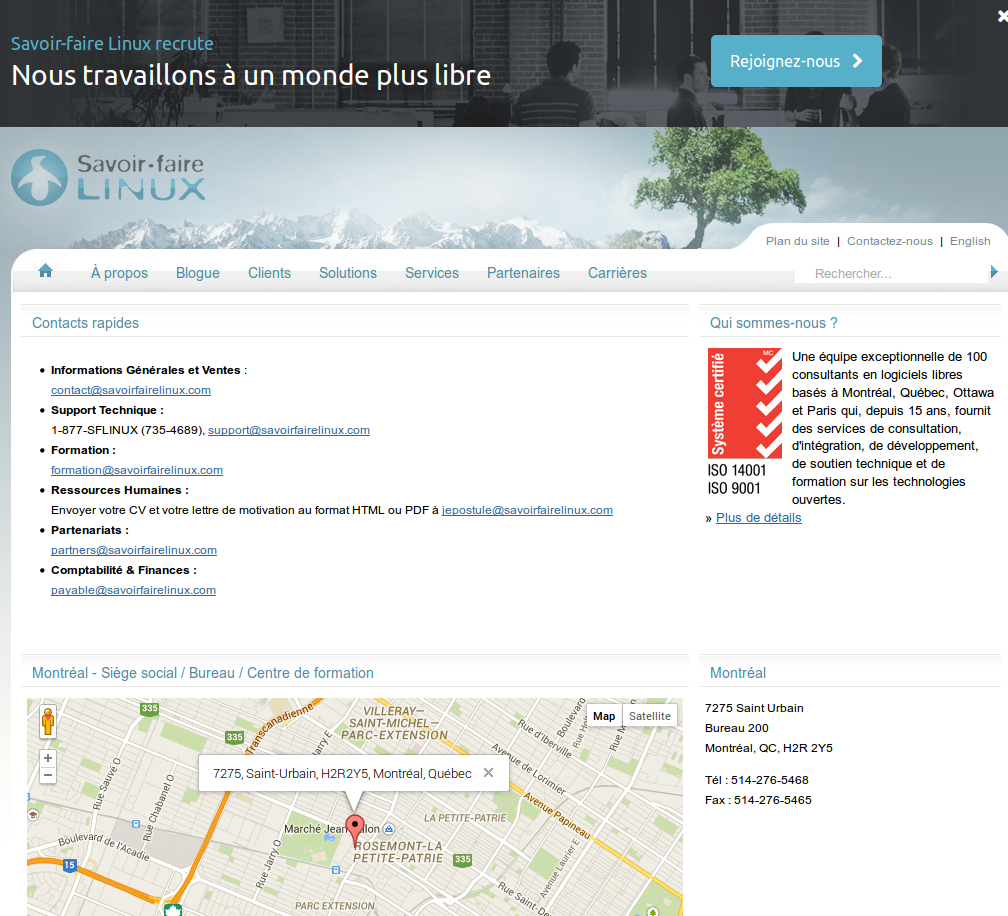 Savoir-faire Linux recrute
Nous travaillons à un monde plus libre
Rejoignez-nous
Savoir-faire
LINUX
Plan du site | Contactez-nous | English
À propos Blogue Clients Solutions Services Partenaires Carrières
Rechercher...
Contacts rapides
Informations Générales et Ventes :
contact@savoirfairelinux.com
Support Technique :
1-877-SFLINUX (735-4689), support@savoirfairelinux.com
Formation :
formation@savoirfairelinux.com
Ressources Humaines :
Envoyer votre CV et votre lettre de motivation au format HTML ou PDF à jepostule@savoirfairelinux.com
Partenariats :
partners@savoirfairelinux.com
Comptabilité & Finances :
payable@savoirfairelinux.com
Qui sommes-nous ?
Système certifié
MC
ISO 14001
ISO 9001
Une équipe exceptionnelle de 100
consultants en logiciels libres
basés à Montréal, Québec, Ottawa
et Paris qui, depuis 15 ans, fournit
des services de consultation,
d'intégration, de développement,
de soutien technique et de
formation sur les technologies
ouvertes.
» Plus de détails
Montréal - Siège social / Bureau / Centre de formation
335
Transcanadienne
VILLERAY—
SAINT-MICHEL—
PARC-EXTENSION
Boulevard
Map Satellite
335
Rue d'Iberville
Avenue de Lorimier
Rue Sauvé O
Rue Chabanel O
7275, Saint-Urbain, H2R2Y5, Montréal, Québec
Avenue Papineau
LA PETITE-PATRIE
Marché Jean
ROSEMONT-LA
PETITE-PATRIE
335
Boulevard de l'Acadie
Rue Jarry O
Avenue Laurier E
15
PARC EXTENSION
Montréal
7275 Saint Urbain
Bureau 200
Montréal, QC, H2R 2Y5
Tél : 514-276-5468
Fax : 514-276-5465